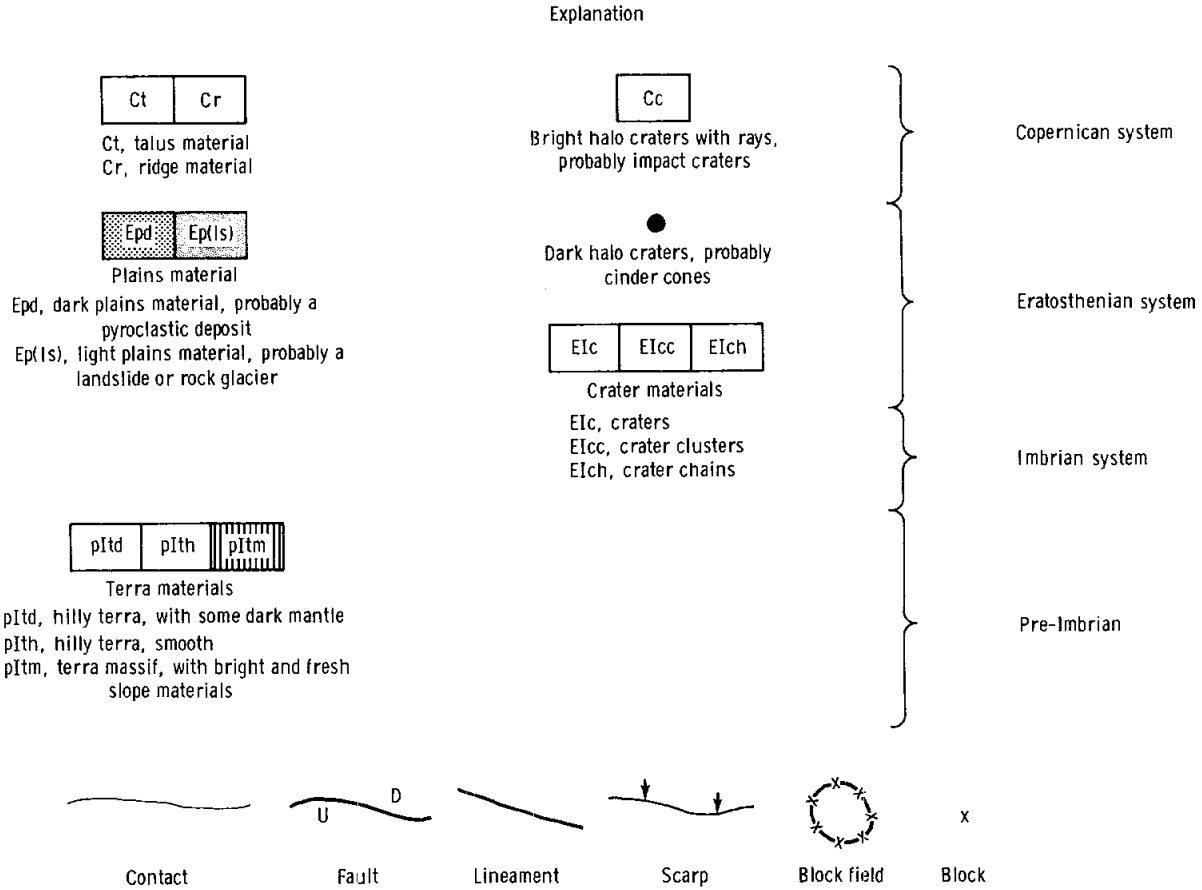 Explanation
Ct
Cr
Ct, talus material
Cr, ridge material
Cc
Bright halo craters with rays,
probably impact craters
Copernican system
Epd
Ep(ls)
Plains material
Epd, dark plains material, probably a
pyroclastic deposit
Ep(ls), light plains material, probably a
landslide or rock glacier
Dark halo craters, probably
cinder cones
EIc
EIcc
EIch
Crater materials
EIc, craters
EIcc, crater clusters
EIch, crater chains
Eratosthenian system
Imbrian system
pItd
pIth
pItm
Terra materials
pItd, hilly terra, with some dark mantle
pIth, hilly terra, smooth
pItm, terra massif, with bright and fresh
slope materials
Pre-Imbrian
U
D
x
Contact
Fault
Lineament
Scarp
Block field
Block